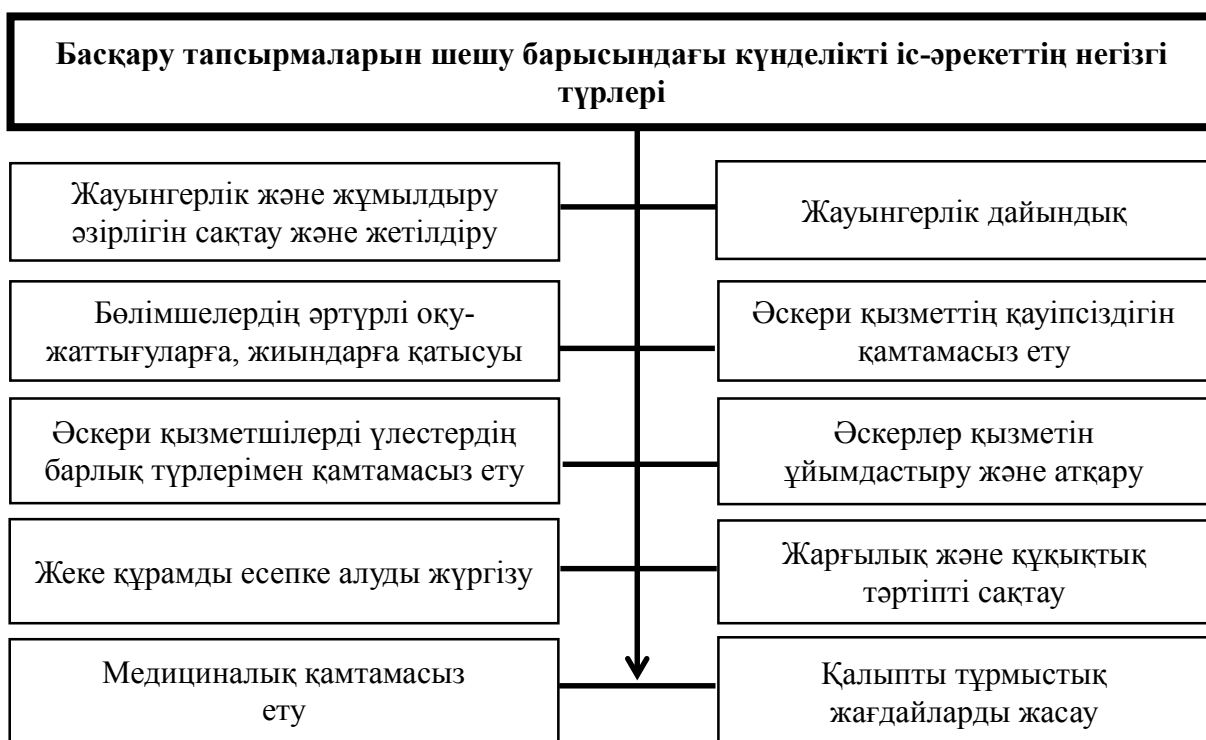 Басқару тапсырмаларын шешу барысындағы күнделікті іс-әрекеттің негізгі
түрлері
Жауынгерлік және жұмылдыру
әзірлігін сақтау және жетілдіру
Жауынгерлік дайындық
Бөлімшелердің әртүрлі оқу-
жаттығуларға, жиындарға қатысуы
Әскери қызметтің қауіпсіздігін
қамтамасыз ету
Әскери қызметшілерді үлестердің
барлық түрлерімен қамтамасыз ету
Әскерлер қызметін
ұйымдастыру және атқару
Жеке құрамды есепке алуды жүргізу
Жарғылық және құқықтық
тәртіпті сақтау
Медициналық қамтамасыз
ету
Қалыпты тұрмыстық
жағдайларды жасау